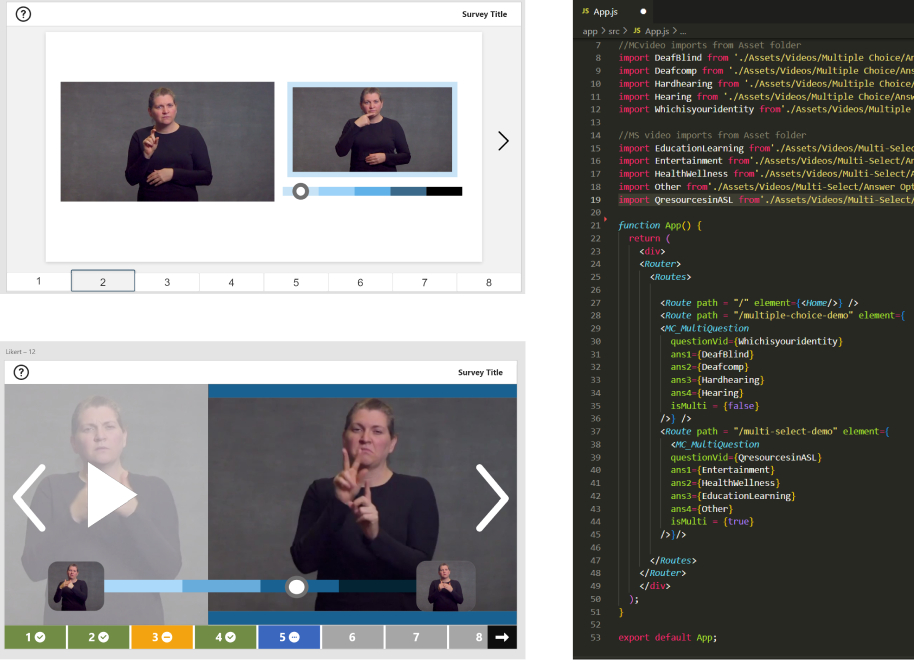 ?
Survey Title
1 2 3 4 5 6 7 8
Likert – 12
?
Survey Title
1 2 3 4 5 6 7 8
JS App.js
app > src > JS App.js > ...
7 //MCvideo imports from Asset folder
8 import DeafBlind from './Assets/Videos/Multiple Choice/An
9 import Deafcomp from './Assets/Videos/Multiple Choice/Ans
10 import Hardhearing from './Assets/Videos/Multiple Choice/
11 import Hearing from './Assets/Videos/Multiple Choice/Answ
12 import Whichisyouridentity from'./Assets/Videos/Multiple
13
14 //MS video imports from Asset folder
15 import EducationLearning from'./Assets/Videos/Multi-Selec
16 import Entertainment from'./Assets/Videos/Multi-Select/An
17 import HealthWellness from'./Assets/Videos/Multi-Select/A
18 import Other from'./Assets/Videos/Multi-Select/Answer Opt
19 import QresourcesinASL from'./Assets/Videos/Multi-Select/
20
21 function App() {
22 return (
23 <div>
24 <Router>
25 <Routes>
26
27 <Route path = "/" element={<Home/>} />
28 <Route path = "/multiple-choice-demo" element={
29 <MC_MultiQuestion
30 questionVid={Whichisyouridentity}
31 ans1={DeafBlind}
32 ans2={Deafcomp}
33 ans3={Hardhearing}
34 ans4={Hearing}
35 isMulti = {false}
36 />} />
37 <Route path = "/multi-select-demo" element={
38 <MC_MultiQuestion
39 questionVid={QresourcesinASL}
40 ans1={Entertainment}
41 ans2={HealthWellness}
42 ans3={EducationLearning}
43 ans4={Other}
44 isMulti = {true}
45 />}/>
46
47 </Routes>
48 </Router>
49 </div>
50 );
51 }
52
53 export default App;